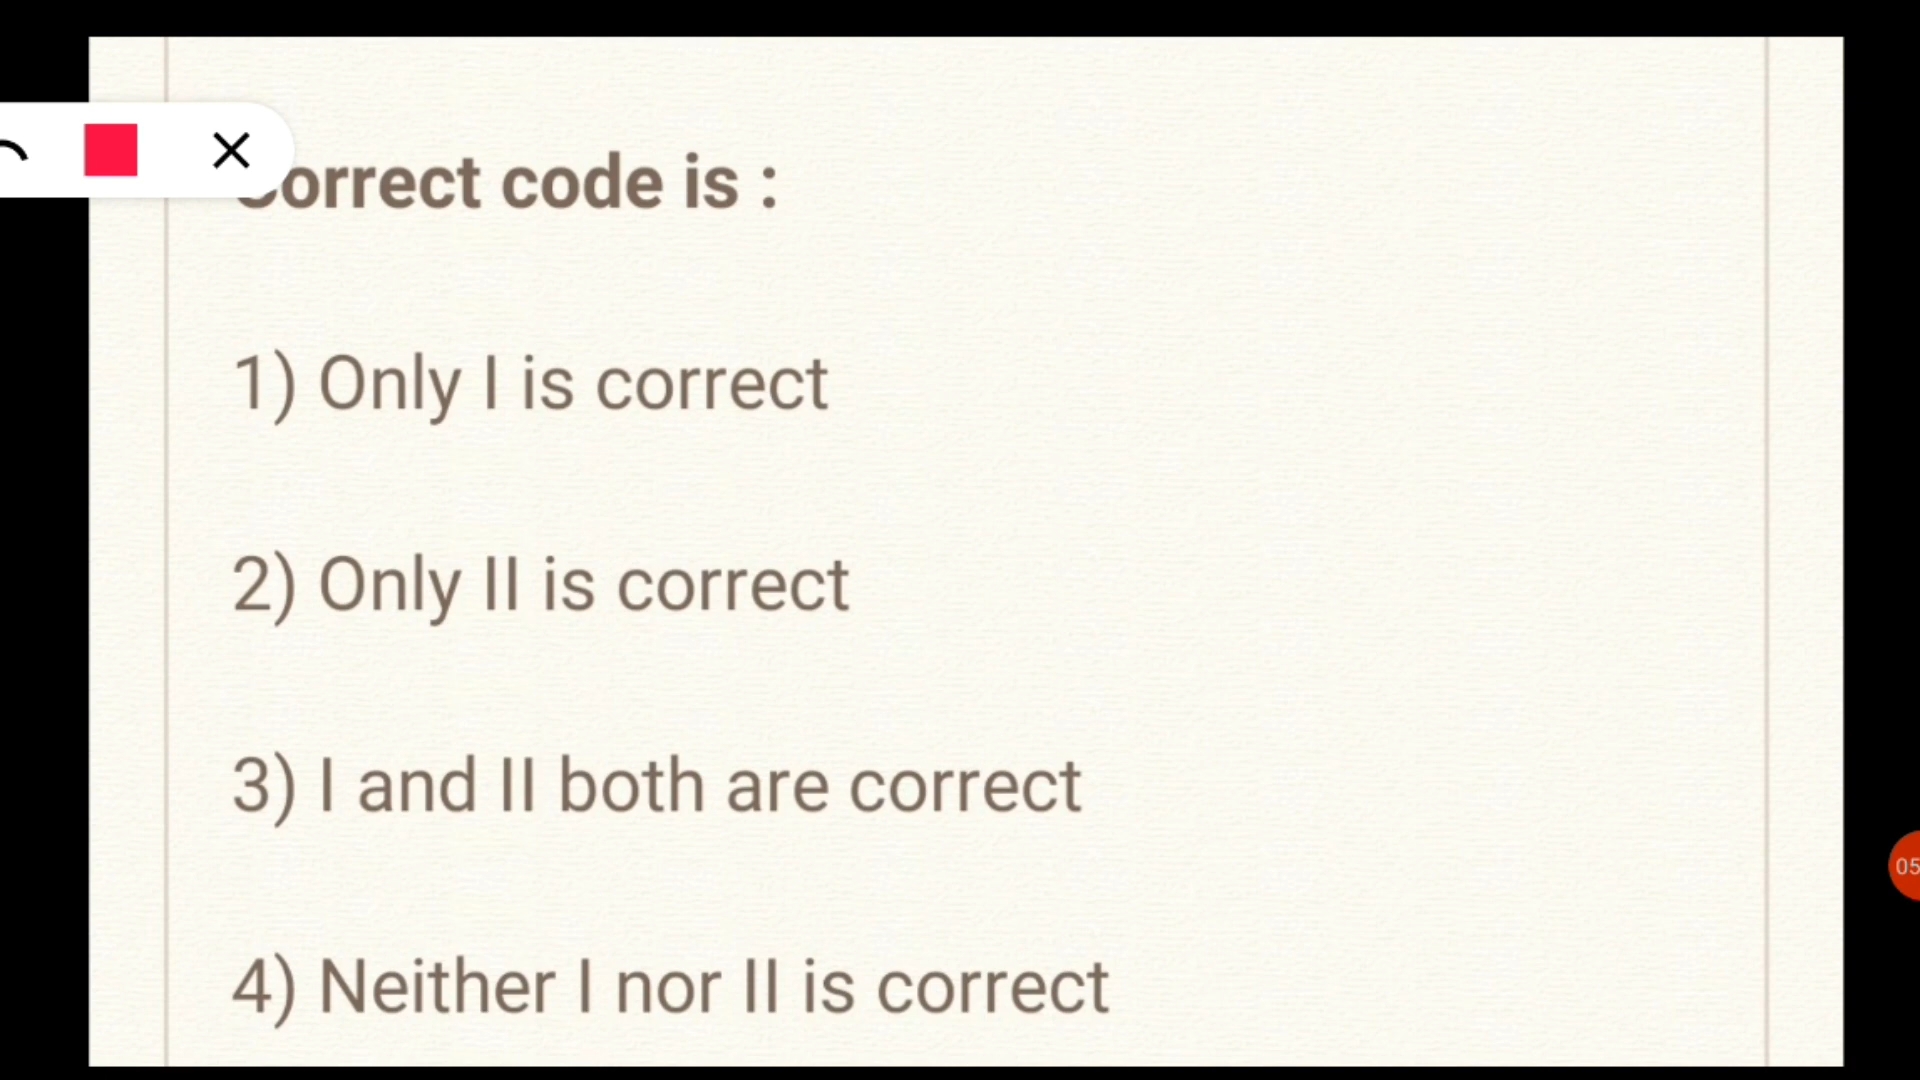 orrect code is :
1) Only I is correct
2) Only II is correct
3) I and II both are correct
4) Neither I nor II is correct
05